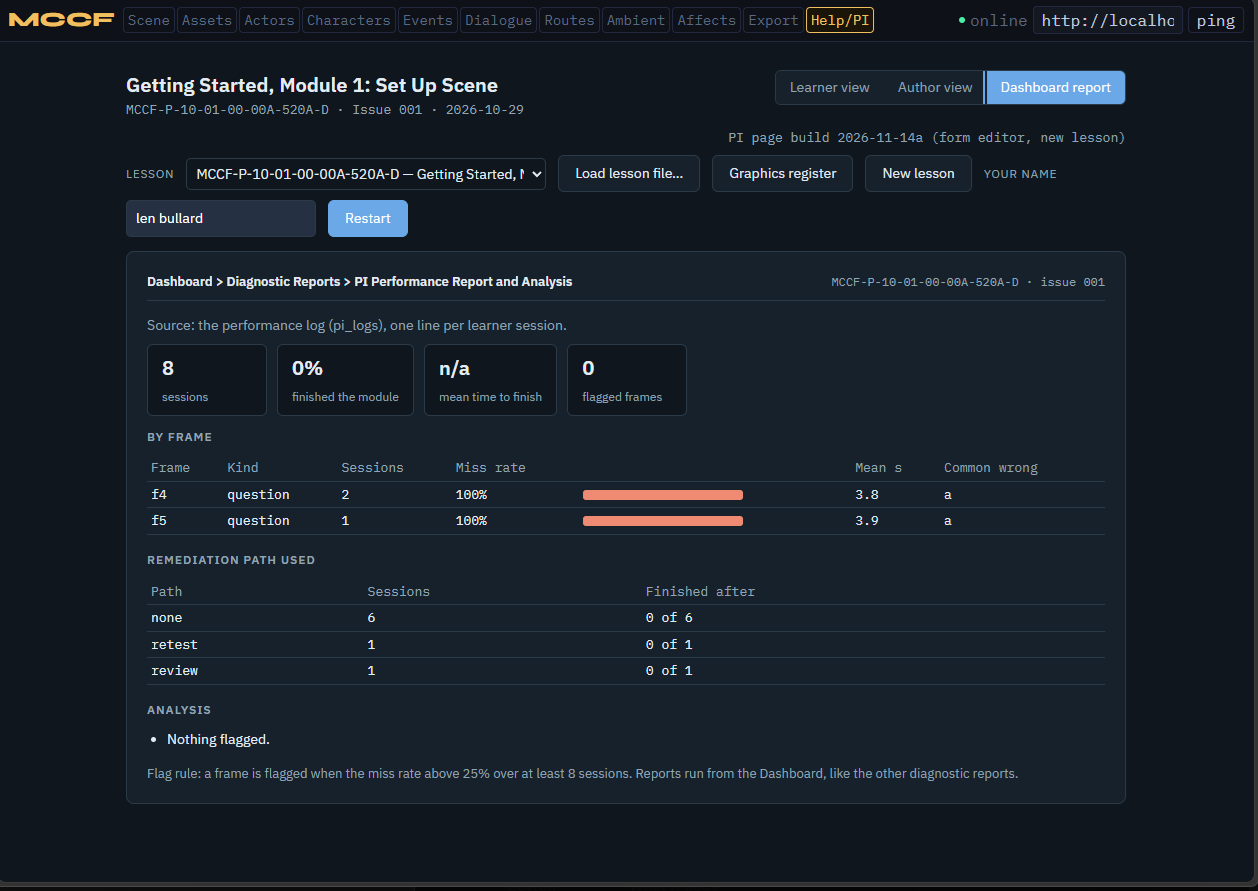 MCCF Scene Assets Actors Characters Events Dialogue Routes Ambient Affects Export Help/PI online http://localho ping
Getting Started, Module 1: Set Up Scene
Learner view Author view Dashboard report
MCCF-P-10-01-00-00A-520A-D · Issue 001 · 2026-10-29
PI page build 2026-11-14a (form editor, new lesson)
LESSON MCCF-P-10-01-00-00A-520A-D — Getting Started, Load lesson file... Graphics register New lesson YOUR NAME
len bullard Restart
Dashboard > Diagnostic Reports > PI Performance Report and Analysis MCCF-P-10-01-00-00A-520A-D · issue 001
Source: the performance log (pi_logs), one line per learner session.
8 0% n/a 0
sessions finished the module mean time to finish flagged frames
BY FRAME
Frame Kind Sessions Miss rate Mean s Common wrong
f4 question 2 100% 3.8 a
f5 question 1 100% 3.9 a
REMEDIATION PATH USED
Path Sessions Finished after
none 6 0 of 6
retest 1 0 of 1
review 1 0 of 1
ANALYSIS
• Nothing flagged.
Flag rule: a frame is flagged when the miss rate above 25% over at least 8 sessions. Reports run from the Dashboard, like the other diagnostic reports.